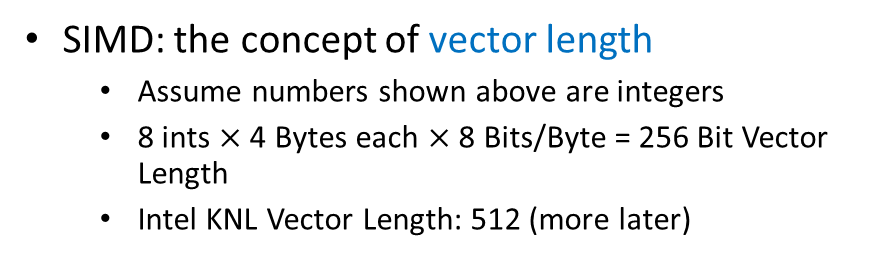 • SIMD: the concept of vector length
• Assume numbers shown above are integers
• 8 ints × 4 Bytes each × 8 Bits/Byte = 256 Bit Vector
Length
• Intel KNL Vector Length: 512 (more later)